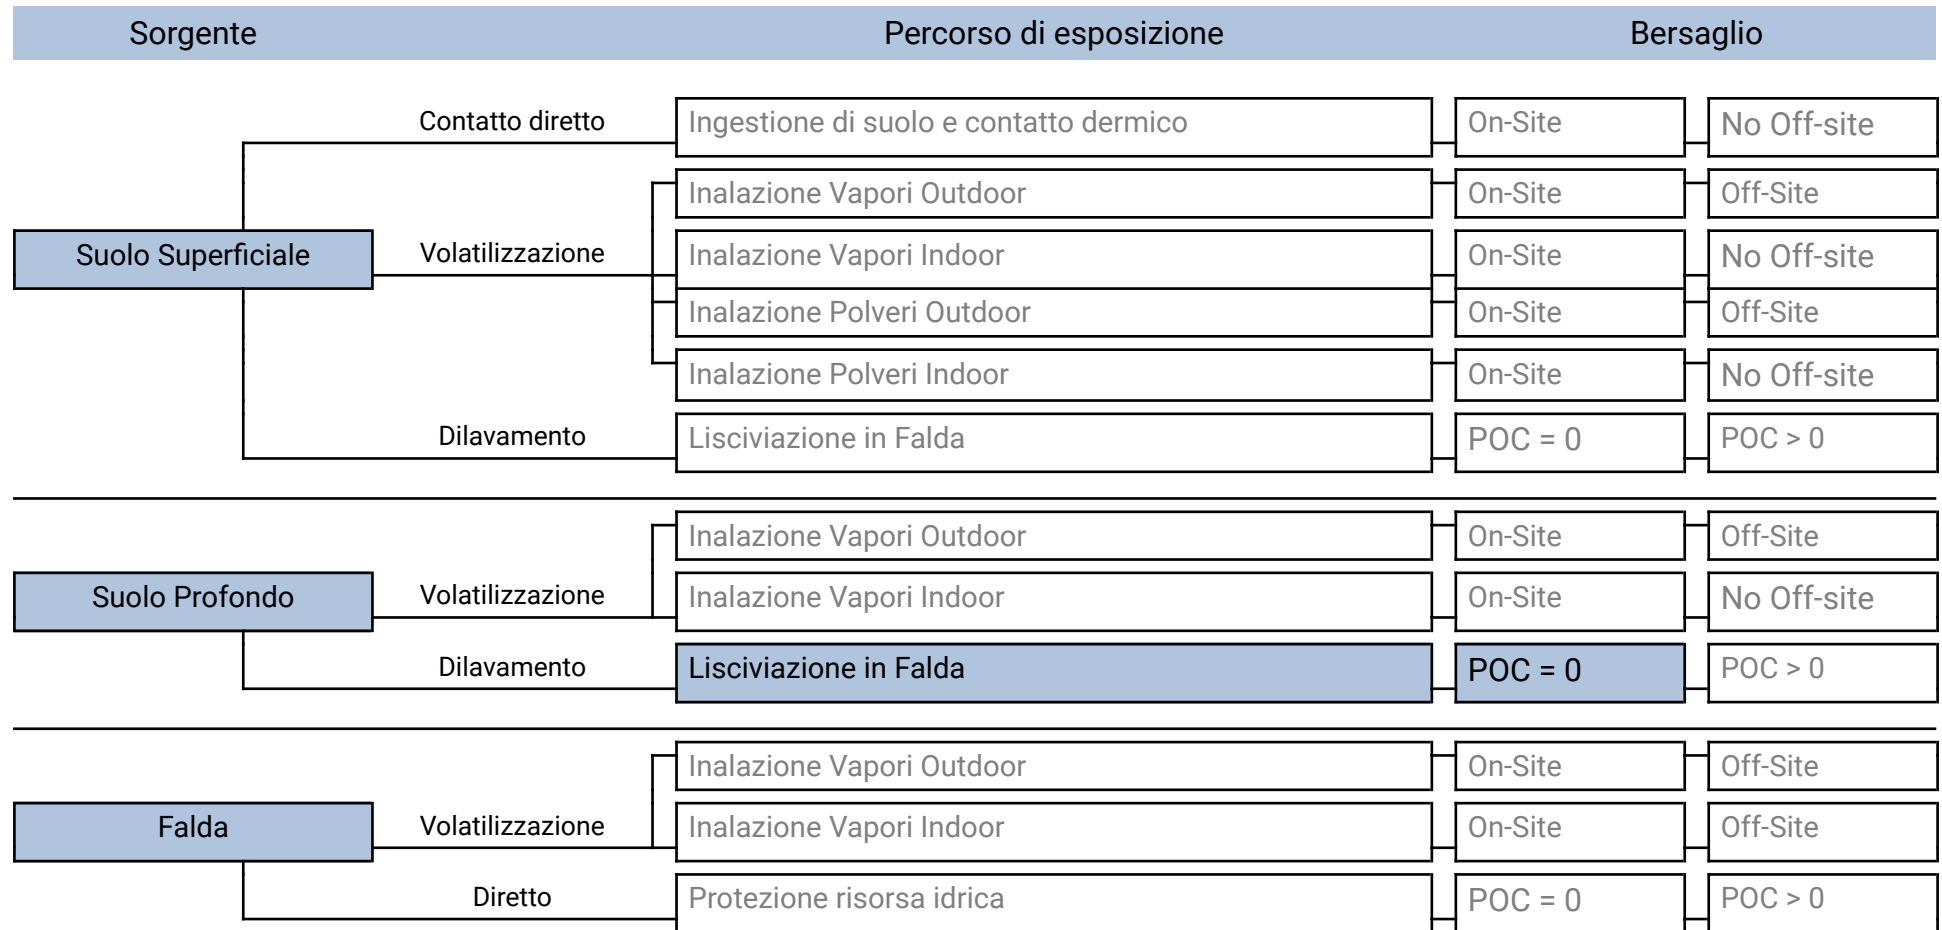 Sorgente Percorso di esposizione Bersaglio
Contatto diretto Ingestione di suolo e contatto dermico On-Site No Off-site
Inalazione Vapori Outdoor On-Site Off-Site
Suolo Superficiale Volatilizzazione Inalazione Vapori Indoor On-Site No Off-site
Inalazione Polveri Outdoor On-Site Off-Site
Inalazione Polveri Indoor On-Site No Off-site
Dilavamento Lisciviazione in Falda POC = 0 POC > 0
Inalazione Vapori Outdoor On-Site Off-Site
Suolo Profondo Volatilizzazione Inalazione Vapori Indoor On-Site No Off-site
Dilavamento Lisciviazione in Falda POC = 0 POC > 0
Inalazione Vapori Outdoor On-Site Off-Site
Falda Volatilizzazione Inalazione Vapori Indoor On-Site Off-Site
Diretto Protezione risorsa idrica POC = 0 POC > 0